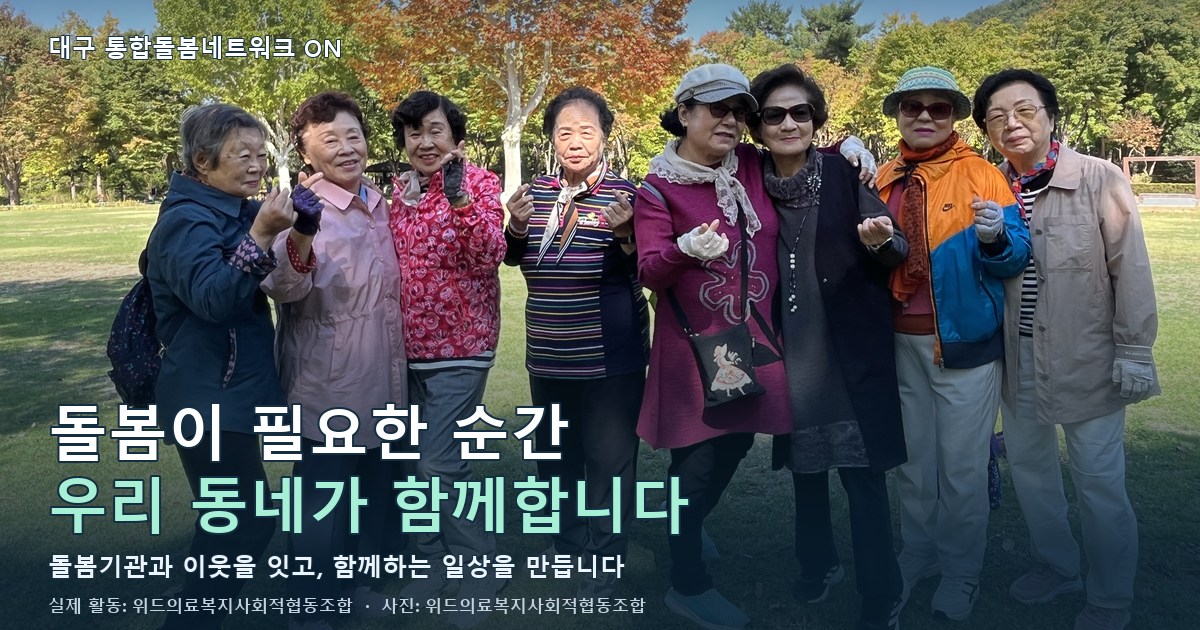 대구 통합돌봄네트워크 ON
돌봄이 필요한 순간
우리 동네가 함께합니다
돌봄기관과 이웃을 잇고, 함께하는 일상을 만듭니다
실제 활동: 위드의료복지사회적협동조합 · 사진: 위드의료복지사회적협동조합